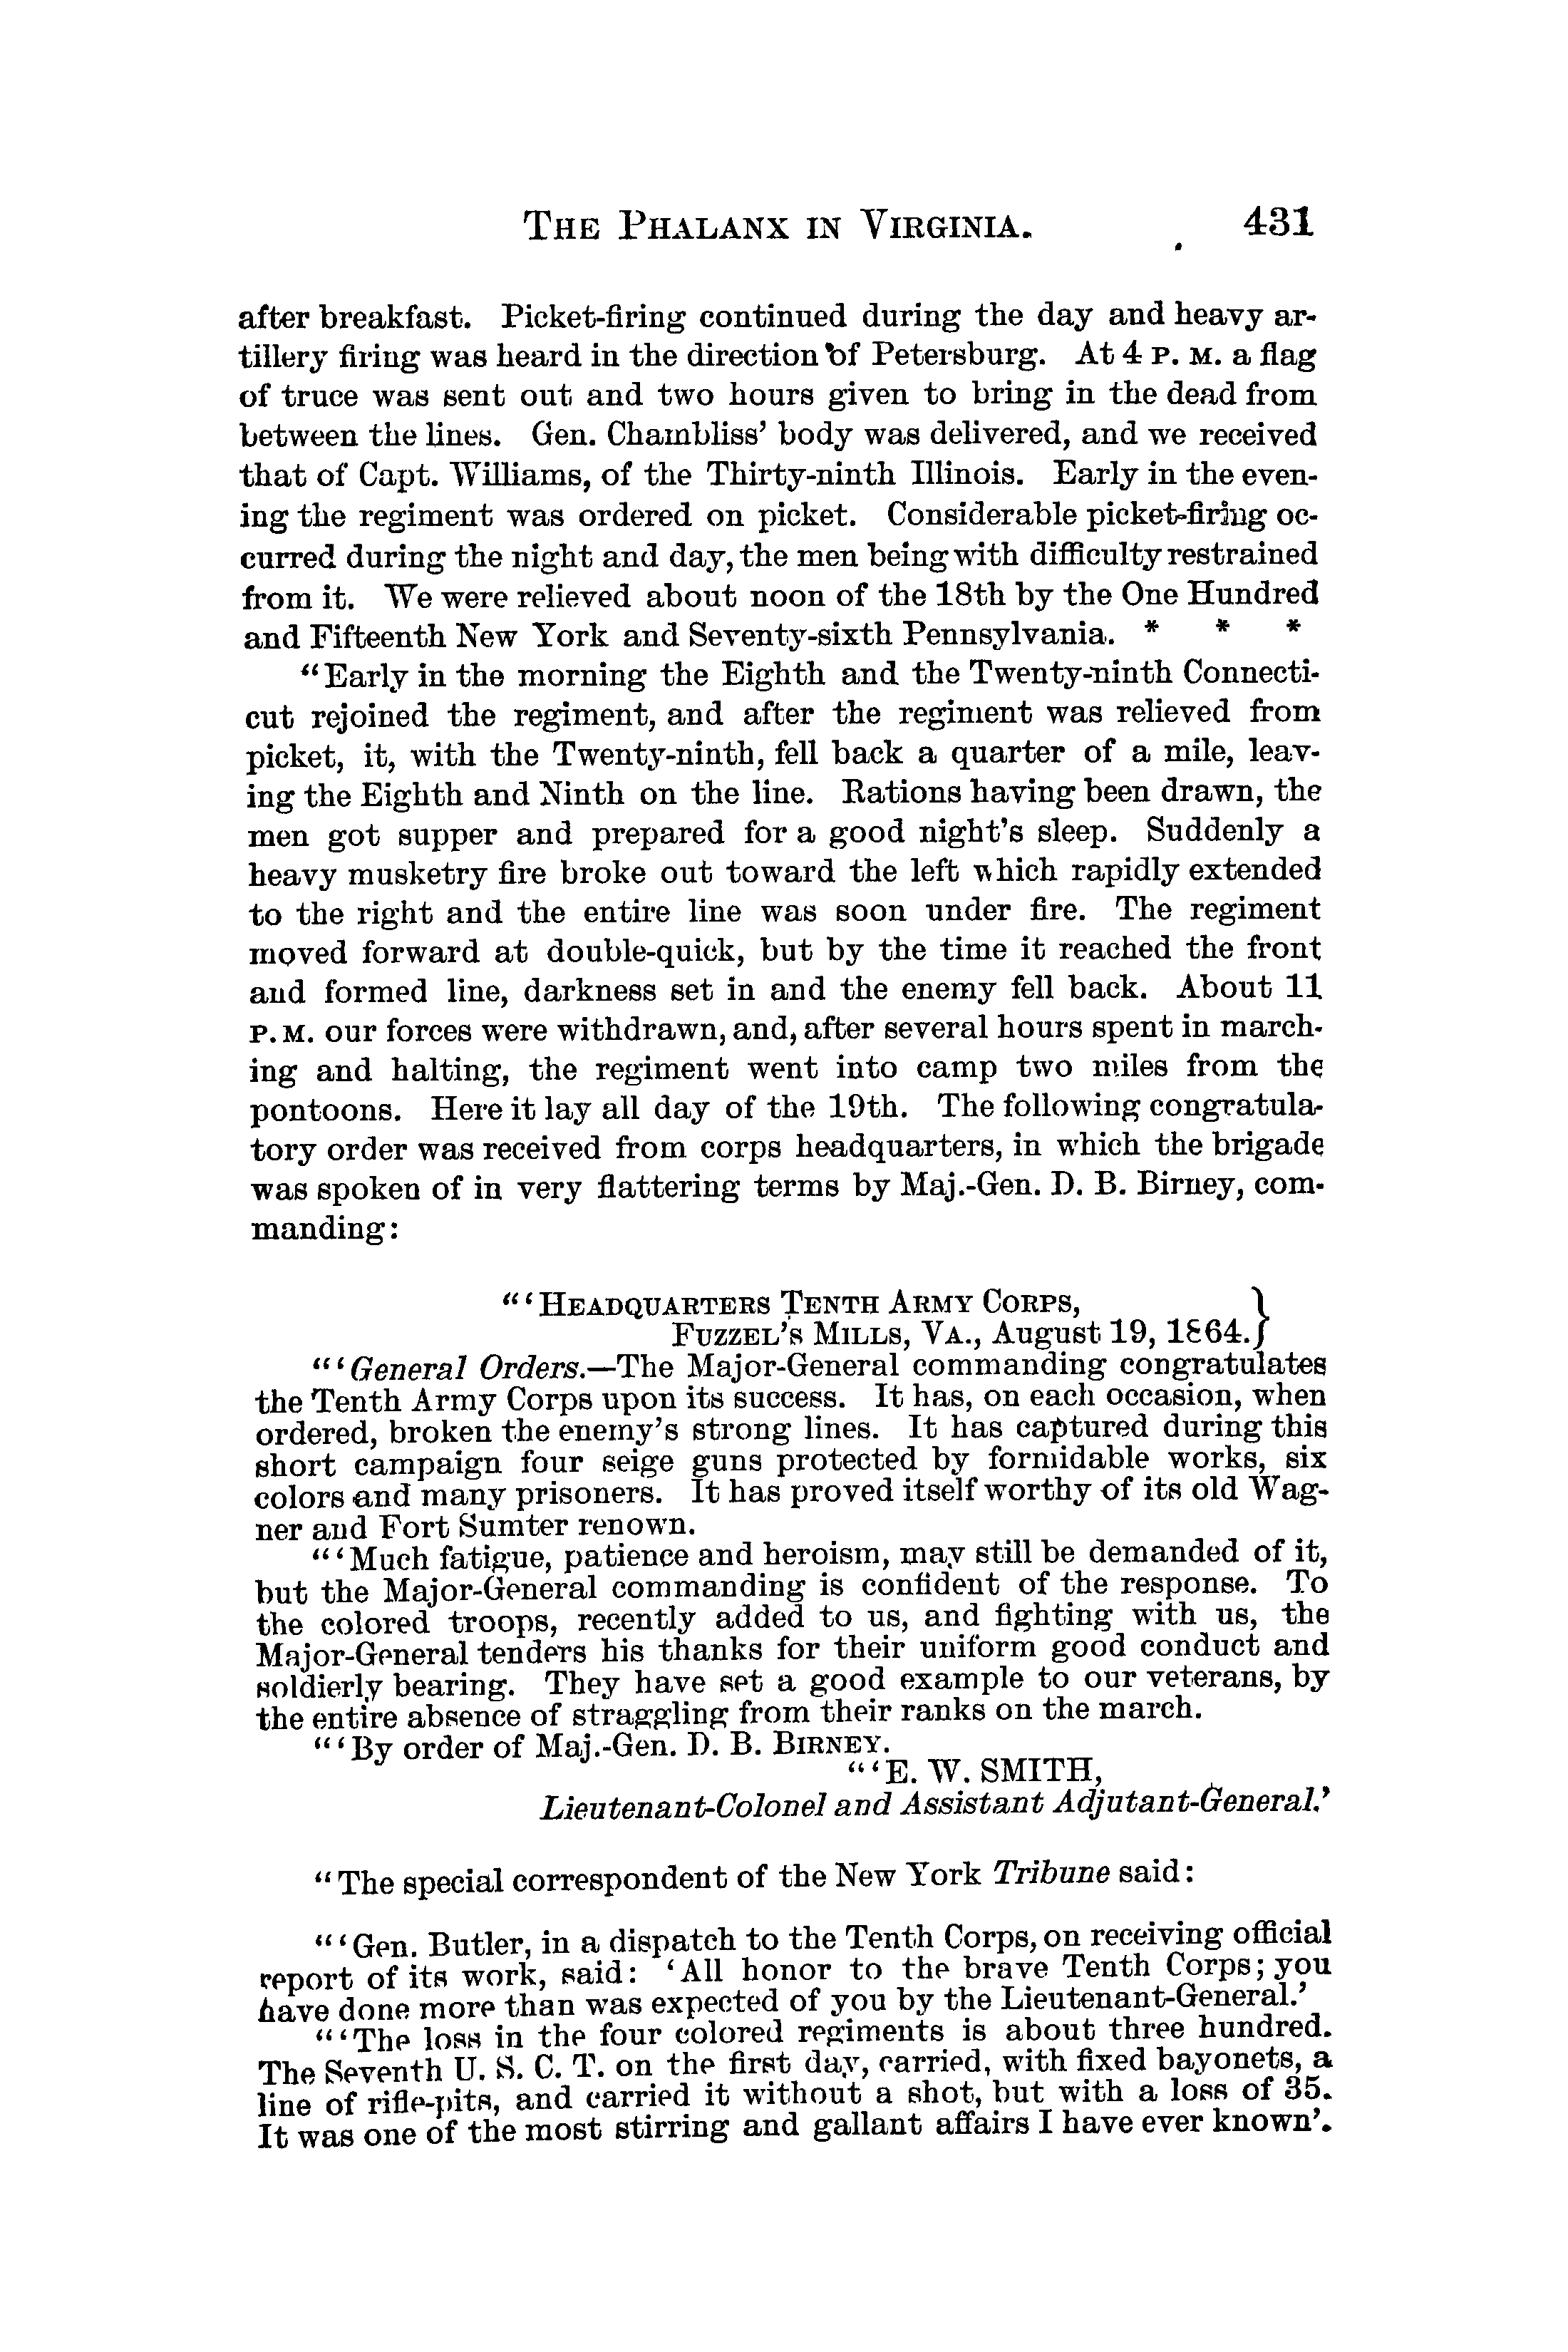 THE PHALANX IN VIRGINIA. 431
after breakfast. Picket-firing continued during the day and heavy ar-
tillery firing was heard in the direction of Petersburg. At 4 P. M. a flag
of truce was sent out and two hours given to bring in the dead from
between the lines. Gen. Chambliss' body was delivered, and we received
that of Capt. Williams, of the Thirty-ninth Illinois. Early in the even-
ing the regiment was ordered on picket. Considerable picket-firing oc-
curred during the night and day, the men being with difficulty restrained
from it. We were relieved about noon of the 18th by the One Hundred
and Fifteenth New York and Seventy-sixth Pennsylvania. * * *
"Early in the morning the Eighth and the Twenty-ninth Connecti-
cut rejoined the regiment, and after the regiment was relieved from
picket, it, with the Twenty-ninth, fell back a quarter of a mile, leav-
ing the Eighth and Ninth on the line. Rations having been drawn, the
men got supper and prepared for a good night's sleep. Suddenly a
heavy musketry fire broke out toward the left which rapidly extended
to the right and the entire line was soon under fire. The regiment
moved forward at double-quick, but by the time it reached the front
and formed line, darkness set in and the enemy fell back. About 11
P. M. our forces were withdrawn, and, after several hours spent in march-
ing and halting, the regiment went into camp two miles from the
pontoons. Here it lay all day of the 19th. The following congratula-
tory order was received from corps headquarters, in which the brigade
was spoken of in very flattering terms by Maj.-Gen. D. B. Birney, com-
manding:
"'HEADQUARTERS TENTH ARMY CORPS, }
FUZZEL'S MILLS, VA., August 19, 1864.}
"'General Orders.—The Major-General commanding congratulates
the Tenth Army Corps upon its success. It has, on each occasion, when
ordered, broken the enemy's strong lines. It has captured during this
short campaign four seige guns protected by formidable works, six
colors and many prisoners. It has proved itself worthy of its old Wag-
ner and Fort Sumter renown.
"'Much fatigue, patience and heroism, may still be demanded of it,
but the Major-General commanding is confident of the response. To
the colored troops, recently added to us, and fighting with us, the
Major-General tenders his thanks for their uniform good conduct and
soldierly bearing. They have set a good example to our veterans, by
the entire absence of straggling from their ranks on the march.
"'By order of Maj.-Gen. D. B. BIRNEY.
"'E. W. SMITH,
Lieutenant-Colonel and Assistant Adjutant-General.'
"The special correspondent of the New York Tribune said:
"'Gen. Butler, in a dispatch to the Tenth Corps, on receiving official
report of its work, said: 'All honor to the brave Tenth Corps; you
have done more than was expected of you by the Lieutenant-General.'
"'The loss in the four colored regiments is about three hundred.
The Seventh U. S. C. T. on the first day, carried, with fixed bayonets, a
line of rifle-pits, and carried it without a shot, but with a loss of 35.
It was one of the most stirring and gallant affairs I have ever known'.